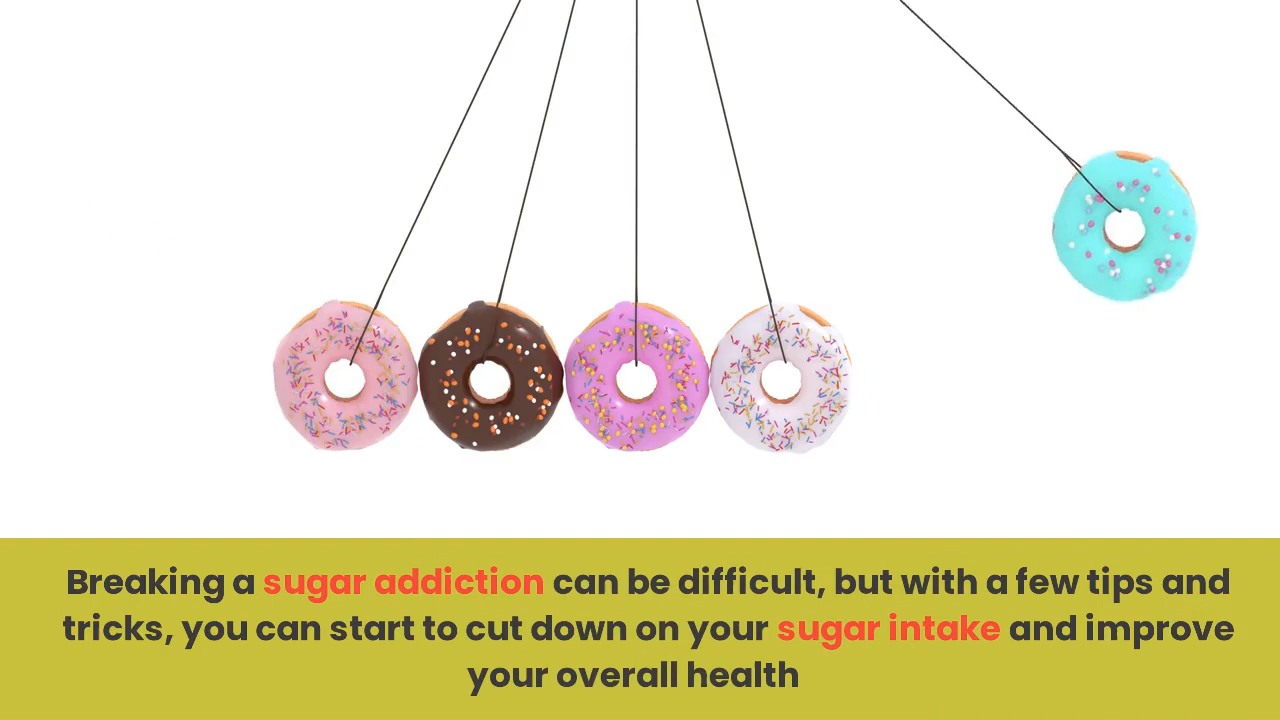 Breaking a sugar addiction can be difficult, but with a few tips and
tricks, you can start to cut down on your sugar intake and improve
your overall health